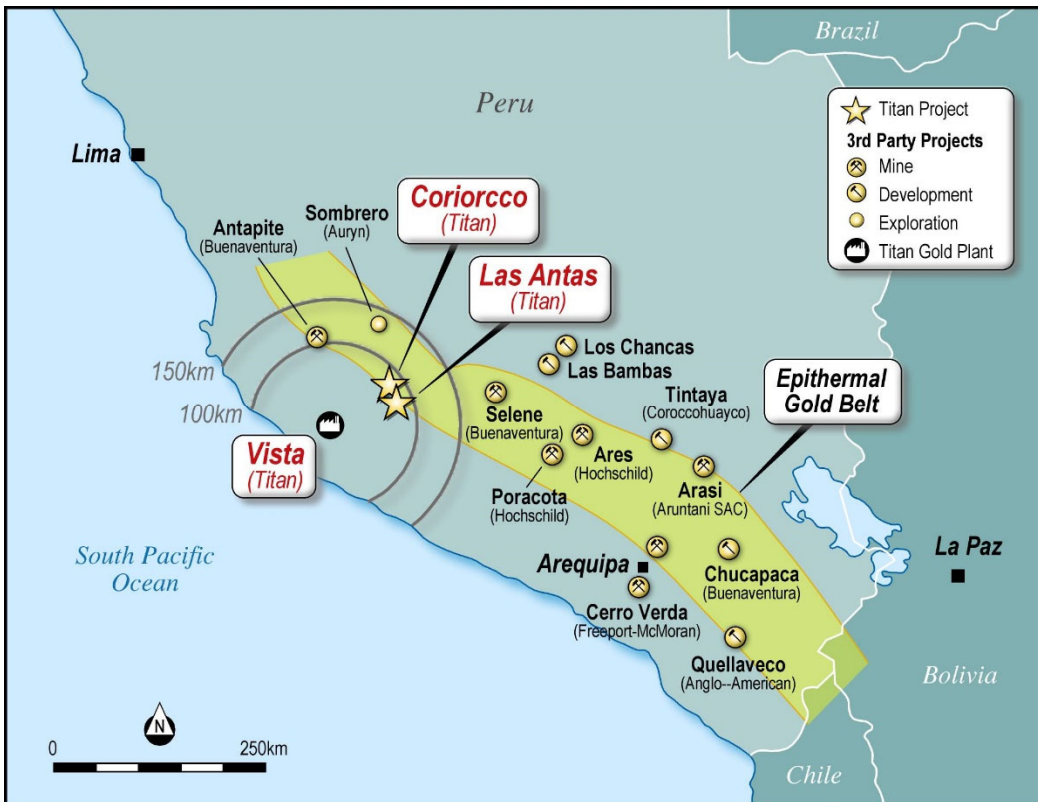 Brazil
Peru
Titan Project
3rd Party Projects
Mine
Development
Exploration
Titan Gold Plant
Lima
Coriorcco
(Titan)
Sombrero
(Auryn)
Antapite
(Buenaventura)
Las Antas
(Titan)
150km
100km
Los Chancas
Las Bambas
Tintaya
(Coroccohuayco)
Epithermal
Gold Belt
Selene
(Buenaventura)
Ares
(Hochschild)
Vista
(Titan)
Poracota
(Hochschild)
Arasi
(Aruntani SAC)
South Pacific
Ocean
Arequipa
La Paz
Chucapaca
(Buenaventura)
Cerro Verda
(Freeport-McMoran)
Quellaveco
(Anglo--American)
Bolivia
N
0 250km
Chile